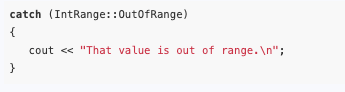 catch (IntRange::OutOfRange)
{
   cout << "That value is out of range.\n";
}